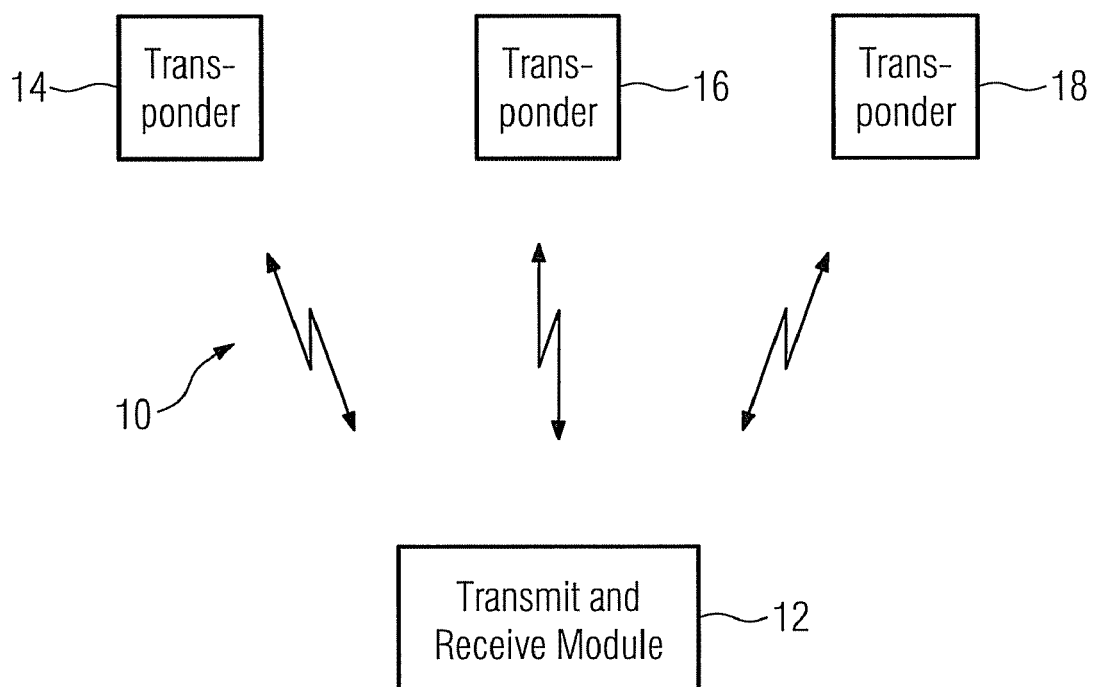 14
Trans-
ponder
Trans-
ponder
16
Trans-
ponder
18
10
Transmit and
Receive Module
12